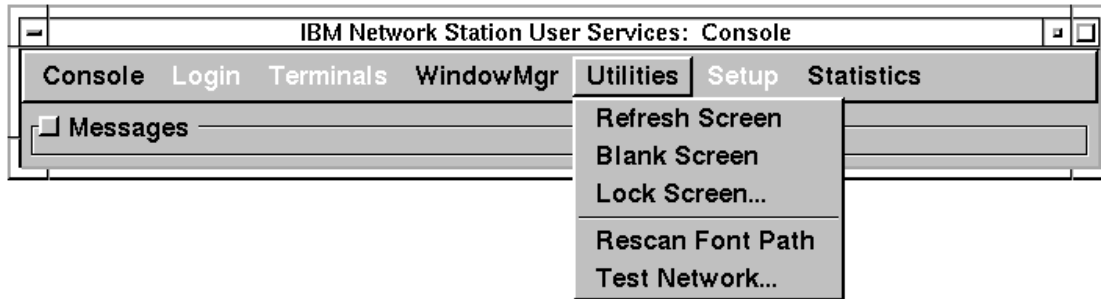 IBM Network Station User Services: Console
Console Login Terminals WindowMgr Utilities Setup Statistics
Messages
Refresh Screen
Blank Screen
Lock Screen...
Rescan Font Path
Test Network...